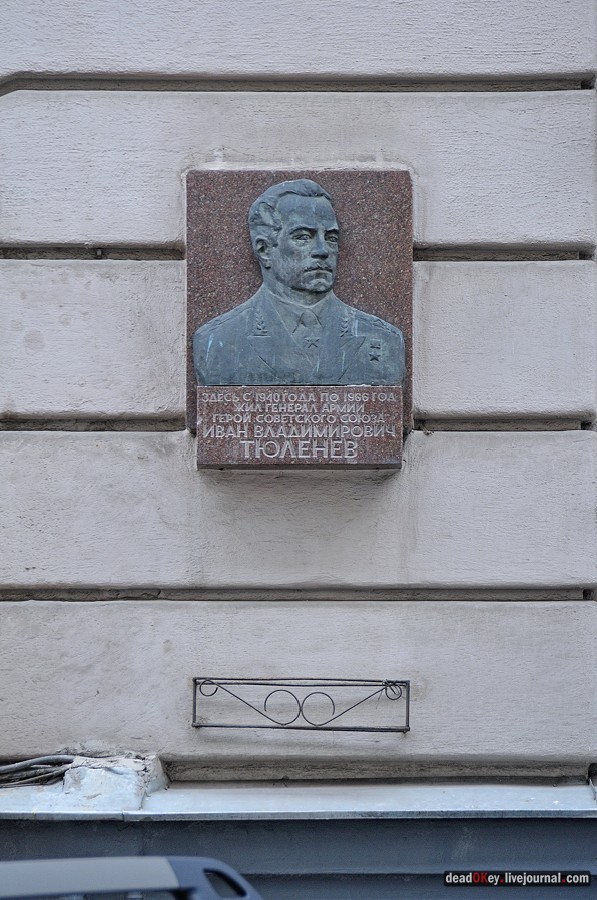 ЗДЕСЬ С 1940 ГОДА ПО 1966 ГОД
ЖИЛ ГЕНЕРАЛ АРМИИ
ГЕРОЙ СОВЕТСКОГО СОЮЗА
ИВАН ВЛАДИМИРОВИЧ
ТЮЛЕНЕВ
deadOKey.livejournal.com